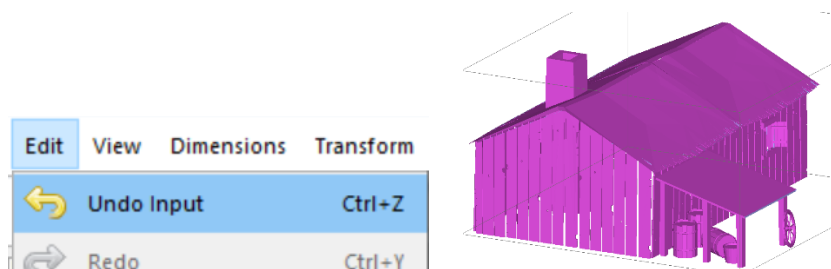 Edit View Dimensions Transform
Undo Input Ctrl+Z
Redo Ctrl+Y